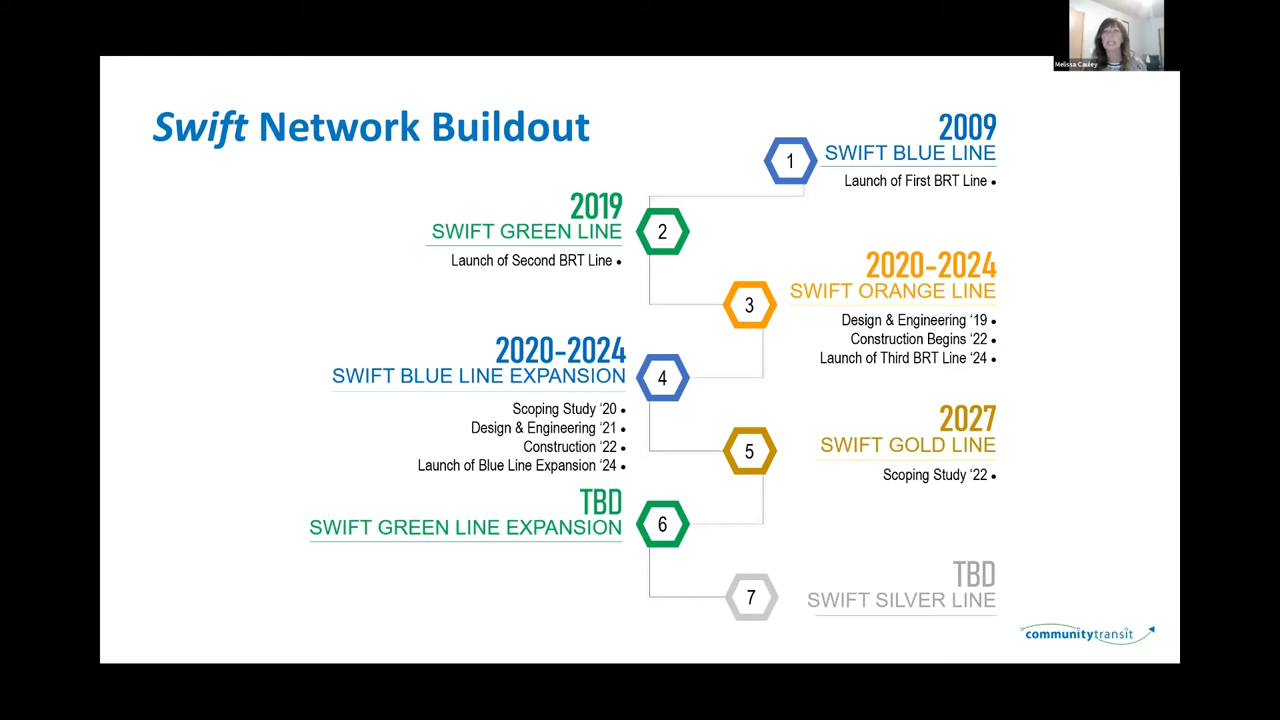 Melissa Cauley
Swift Network Buildout
1
2009
SWIFT BLUE LINE
Launch of First BRT Line •
2019
SWIFT GREEN LINE
Launch of Second BRT Line •
2
2020-2024
SWIFT ORANGE LINE
Design & Engineering ‘19 •
Construction Begins ‘22 •
Launch of Third BRT Line ‘24 •
3
2020-2024
SWIFT BLUE LINE EXPANSION
Scoping Study ‘20 •
Design & Engineering ‘21 •
Construction ‘22 •
Launch of Blue Line Expansion ‘24 •
4
2027
SWIFT GOLD LINE
Scoping Study ‘22 •
5
TBD
SWIFT GREEN LINE EXPANSION
6
TBD
SWIFT SILVER LINE
7
communitytransit